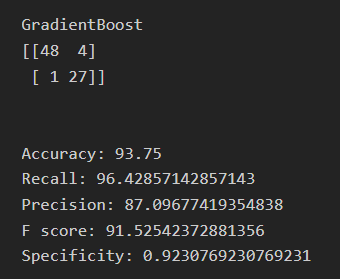 GradientBoost
[[48  4]
 [ 1 27]]
Accuracy: 93.75
Recall: 96.42857142857143
Precision: 87.09677419354838
F score: 91.52542372881356
Specificity: 0.9230769230769231